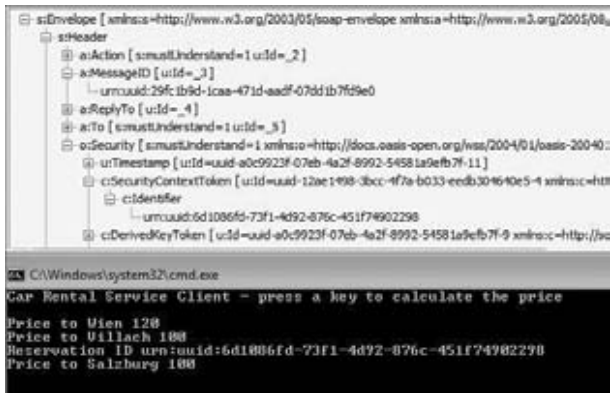 s:Envelope [ xmlns:s=http://www.w3.org/2003/05/soap-envelope xmlns:a=http://www.w3.org/2005/08
s:Header
a:Action [ s:mustUnderstand=1 u:Id=_2 ]
a:MessageID [ u:Id=_3 ]
urn:uuid:29fc1b9d-1caa-471d-aadf-07dd1b7fd9e0
a:ReplyTo [ u:Id=_4 ]
a:To [ s:mustUnderstand=1 u:Id=_5 ]
o:Security [ s:mustUnderstand=1 xmlns:o=http://docs.oasis-open.org/wss/2004/01/oasis-20040
u:Timestamp [ u:Id=uuid-a0c9923f-07eb-4a2f-8992-54581a9efb7f-11 ]
c:SecurityContextToken [ u:Id=uuid-12ae1498-3bcc-4f7a-b033-eedb304640e5-4 xmlns:c=htt
c:Identifier
urn:uuid:6d1086fd-73f1-4d92-876c-451f74902298
c:DerivedKeyToken [ u:Id=uuid-a0c9923f-07eb-4a2f-8992-54581a9efb7f-9 xmlns:c=http://sc
C:\Windows\system32\cmd.exe
Car Rental Service Client - press a key to calculate the price
Price to Wien 120
Price to Villach 100
Reservation ID urn:uuid:6d1086fd-73f1-4d92-876c-451f74902298
Price to Salzburg 100